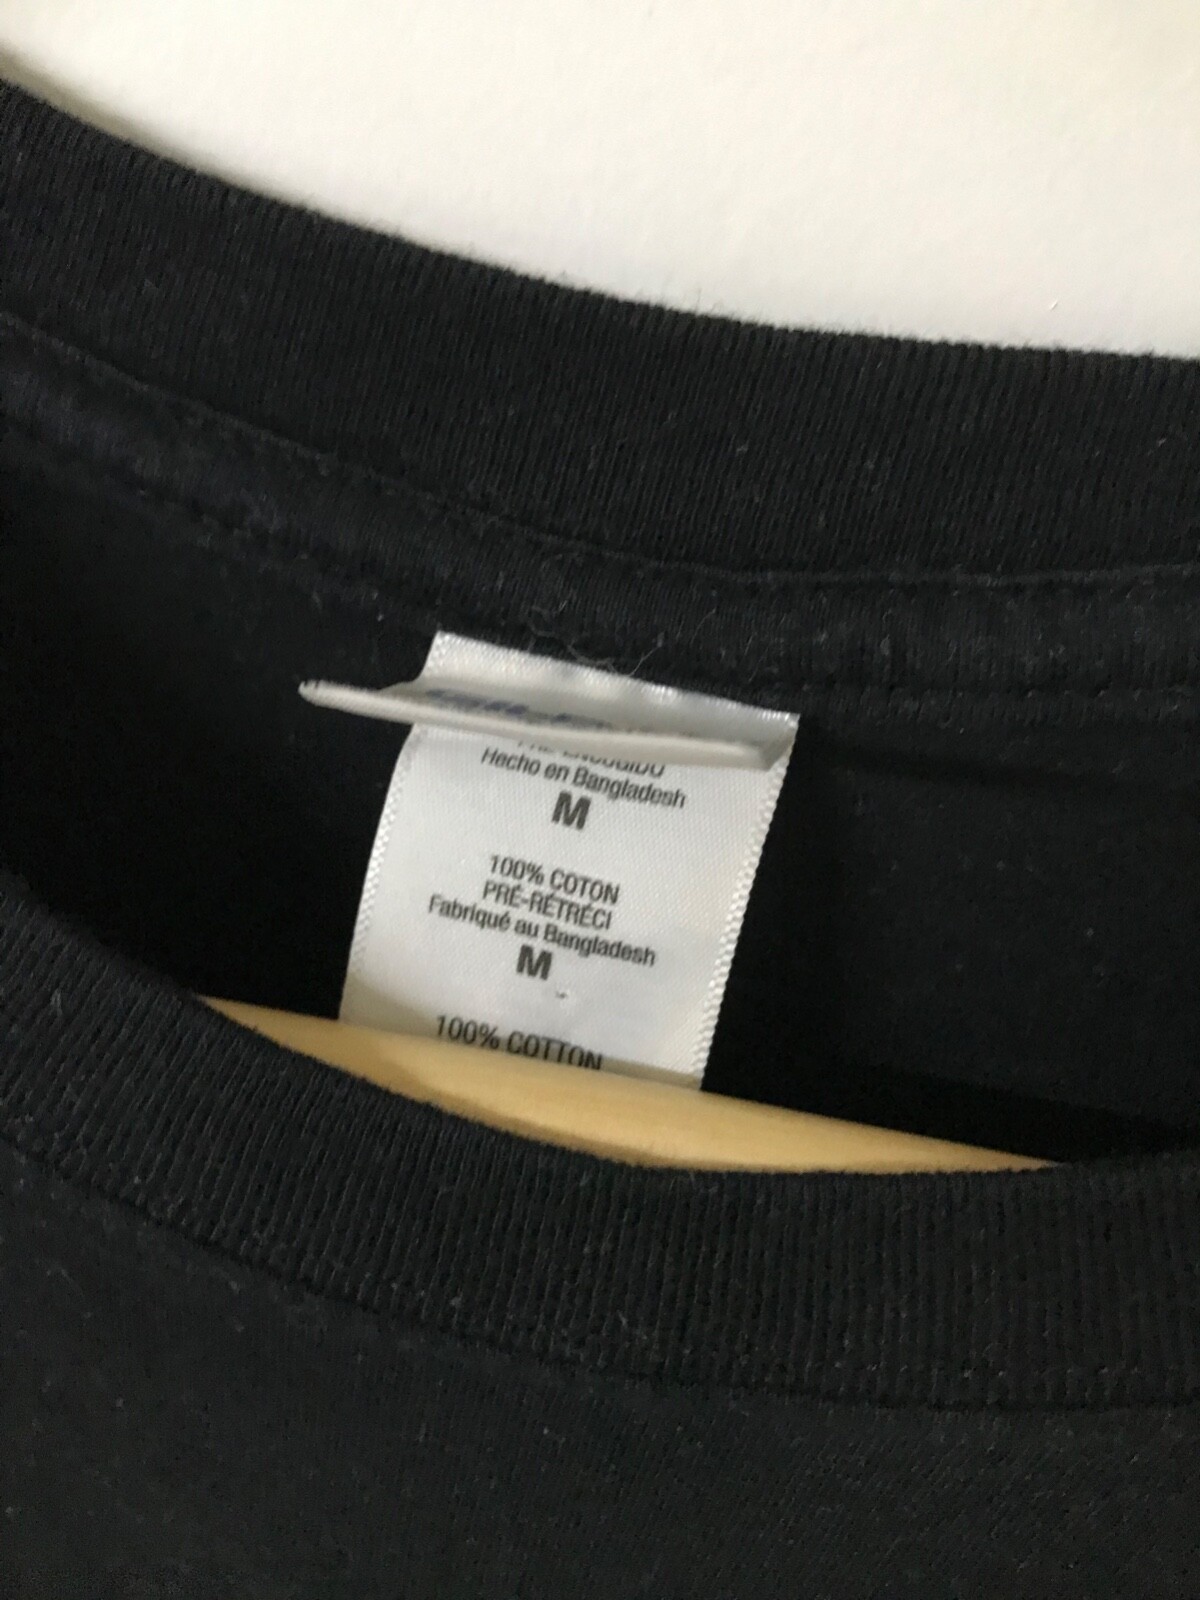 Hecho en Bangladesh
M
100% COTON
PRÉ-RÉTRÉCI
Fabriqué au Bangladesh
M
100% COTTON